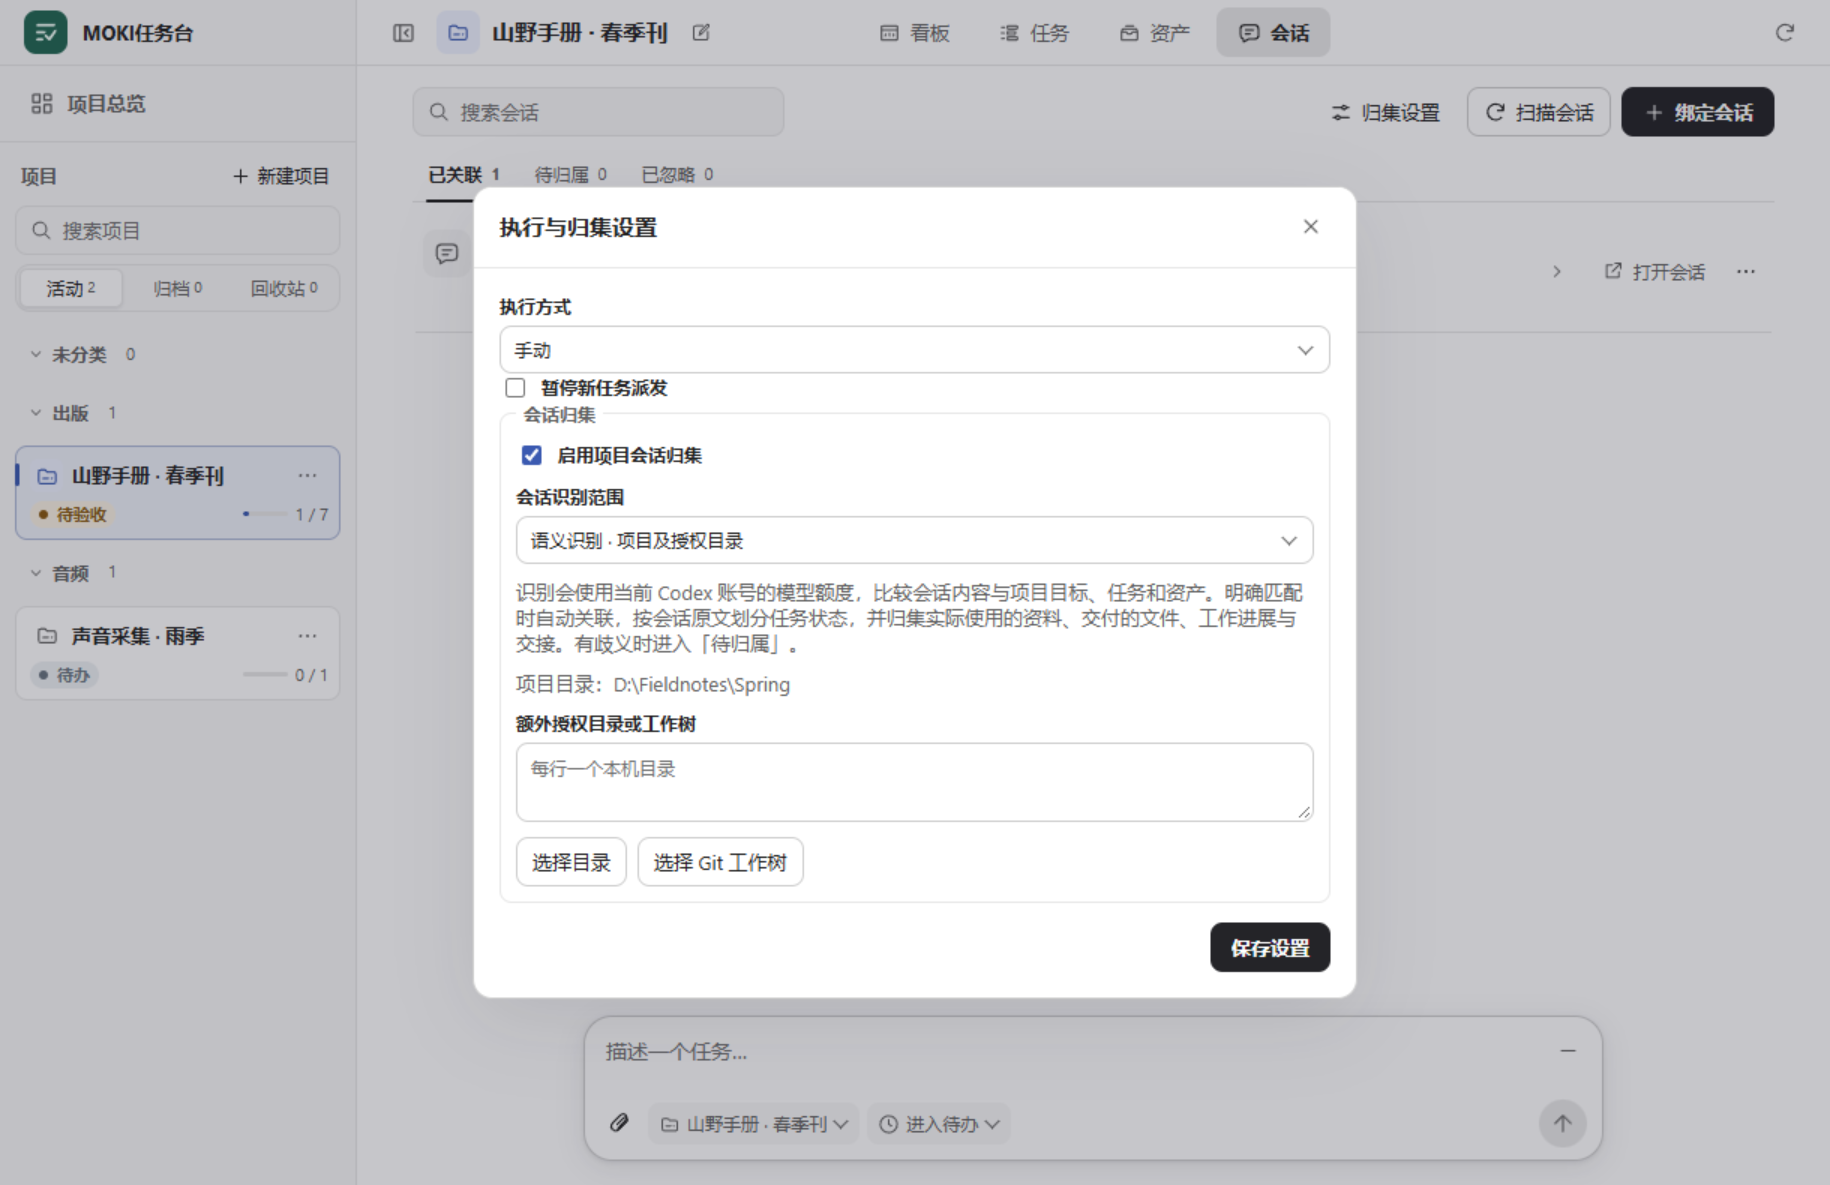 MOKI任务台
山野手册 · 春季刊
看板
任务
资产
会话
项目总览
搜索会话
归集设置
扫描会话
绑定会话
项目
新建项目
已关联 1
待归属 0
已忽略 0
搜索项目
活动 2
归档 0
回收站 0
打开会话
未分类 0
出版 1
山野手册 · 春季刊
待验收
1 / 7
音频 1
声音采集 · 雨季
待办
0 / 1
执行与归集设置
执行方式
手动
暂停新任务派发
会话归集
启用项目会话归集
会话识别范围
语义识别 · 项目及授权目录
识别会使用当前 Codex 账号的模型额度，比较会话内容与项目目标、任务和资产。明确匹配
时自动关联，按会话原文划分任务状态，并归集实际使用的资料、交付的文件、工作进展与
交接。有歧义时进入「待归属」。
项目目录：D:\Fieldnotes\Spring
额外授权目录或工作树
每行一个本机目录
选择目录
选择 Git 工作树
保存设置
描述一个任务...
山野手册 · 春季刊
进入待办